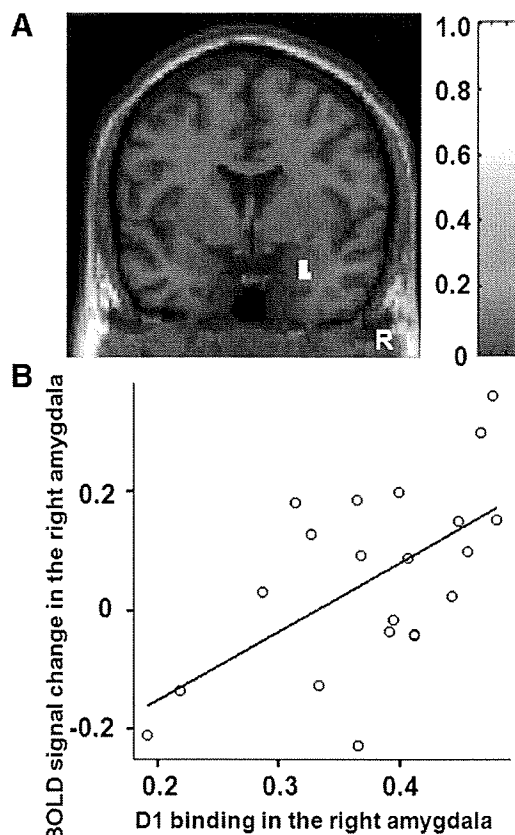 A
1.0
0.8
0.6
0.4
0.2
0
R
B
BOLD signal change in the right amygdala
0.2
0
-0.2
0.2 0.3 0.4
D1 binding in the right amygdala